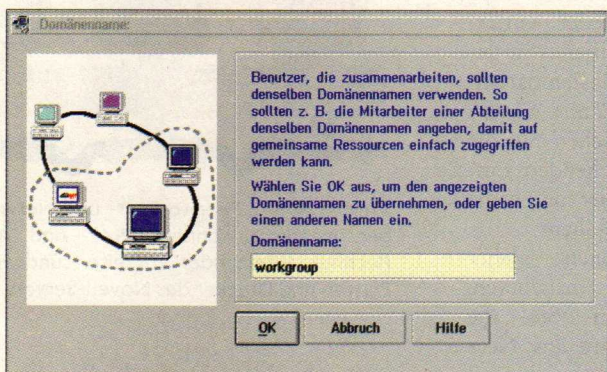 Domänenname:
Benutzer, die zusammenarbeiten, sollten
denselben Domänennamen verwenden. So
sollten z. B. die Mitarbeiter einer Abteilung
denselben Domänennamen angeben, damit auf
gemeinsame Ressourcen einfach zugegriffen
werden kann.
Wählen Sie OK aus, um den angezeigten
Domänennamen zu übernehmen, oder geben Sie
einen anderen Namen ein.
Domänenname:
workgroup
OK
Abbruch
Hilfe